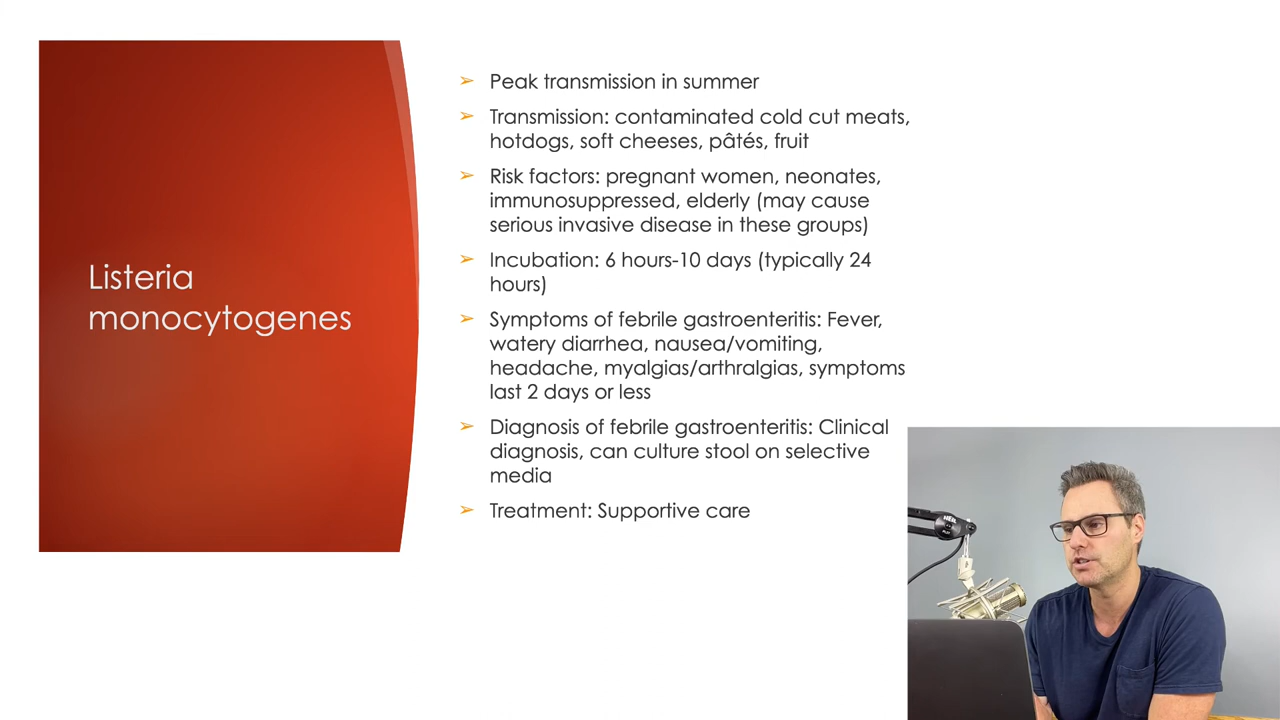 Listeria
monocytogenes
➢ Peak transmission in summer
➢ Transmission: contaminated cold cut meats,
hotdogs, soft cheeses, pâtés, fruit
➢ Risk factors: pregnant women, neonates,
immunosuppressed, elderly (may cause
serious invasive disease in these groups)
➢ Incubation: 6 hours-10 days (typically 24
hours)
➢ Symptoms of febrile gastroenteritis: Fever,
watery diarrhea, nausea/vomiting,
headache, myalgias/arthralgias, symptoms
last 2 days or less
➢ Diagnosis of febrile gastroenteritis: Clinical
diagnosis, can culture stool on selective
media
➢ Treatment: Supportive care